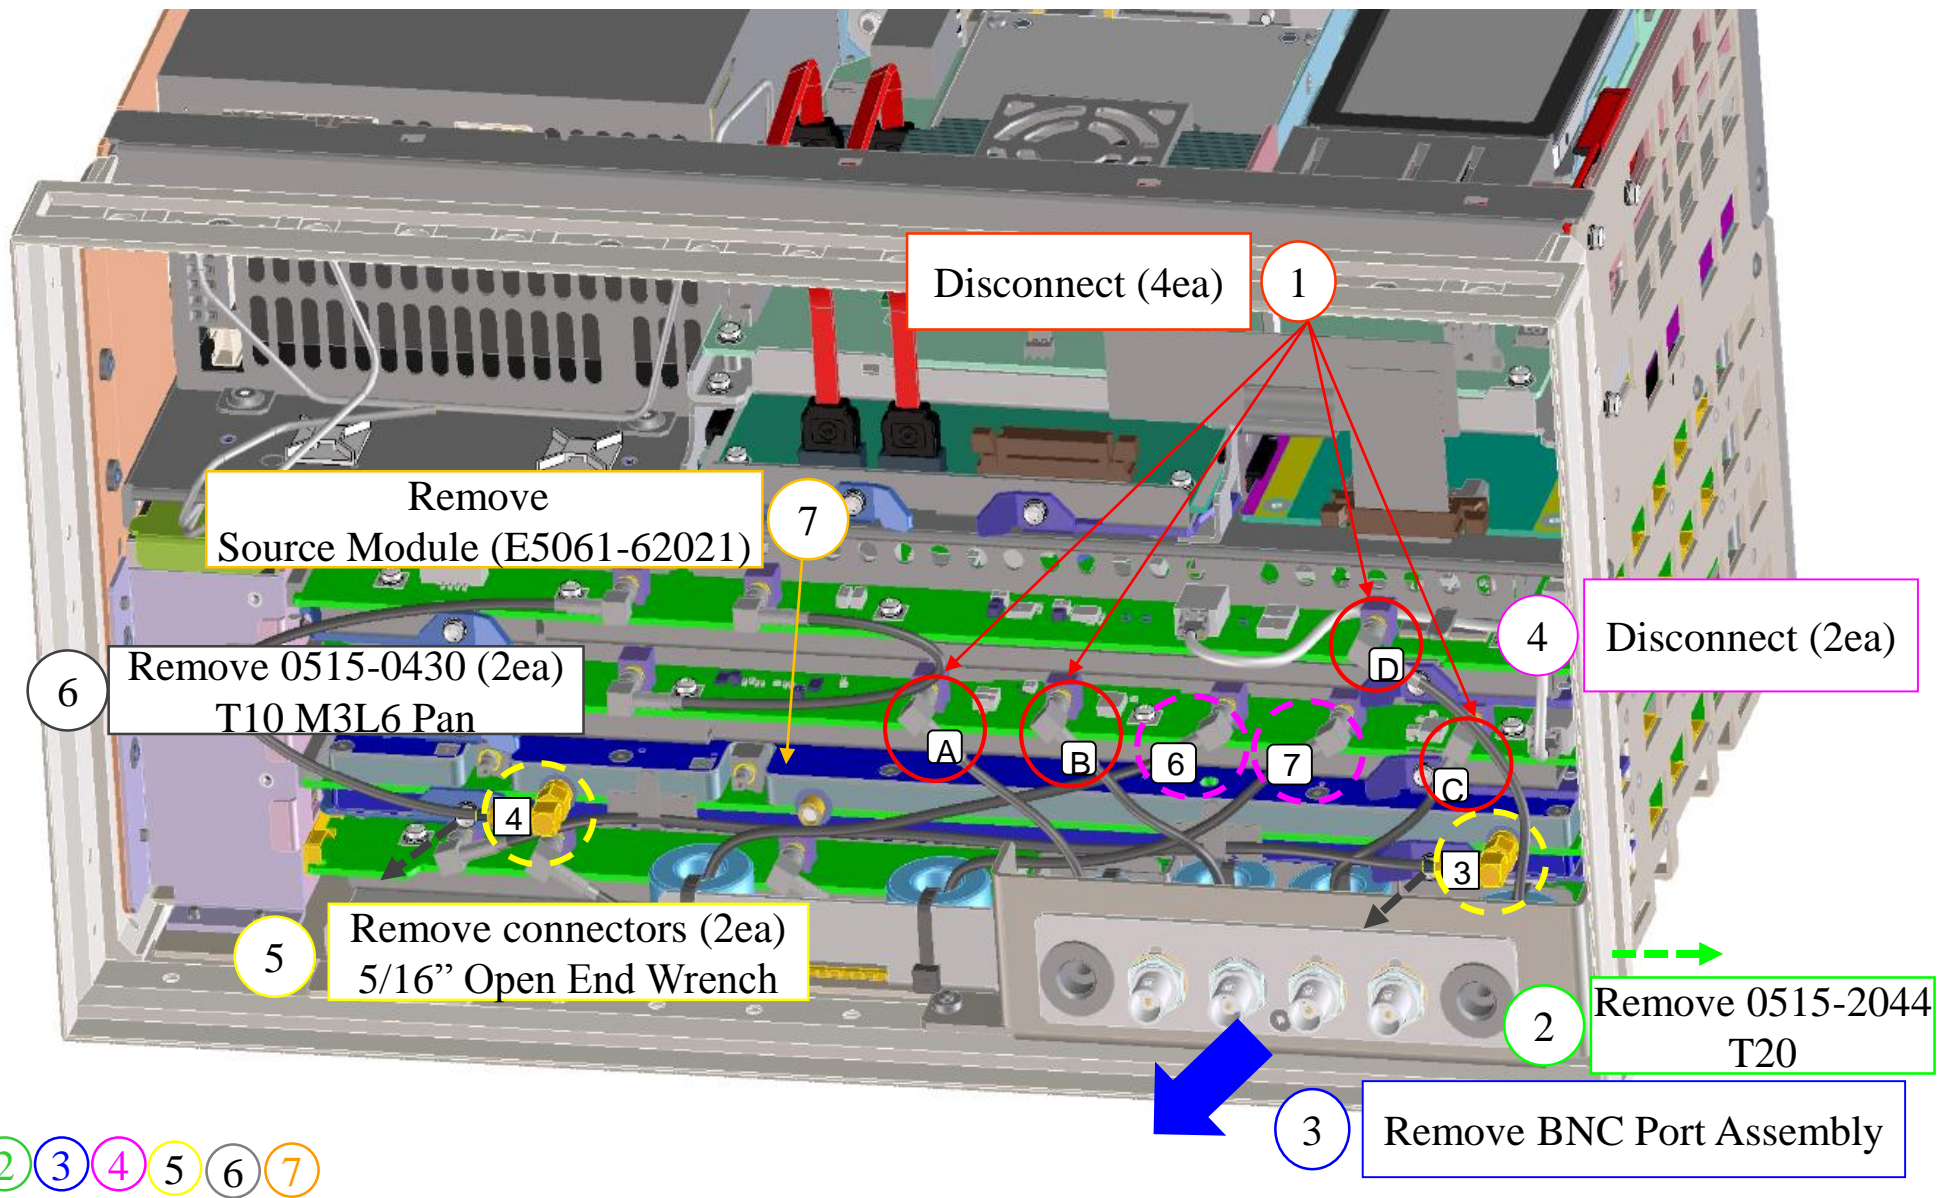 Disconnect (4ea)
1
Remove
Source Module (E5061-62021)
7
4
Disconnect (2ea)
6
Remove 0515-0430 (2ea)
T10 M3L6 Pan
D
A
B
6
7
C
4
3
5
Remove connectors (2ea)
5/16” Open End Wrench
2
Remove 0515-2044
T20
3
Remove BNC Port Assembly
2 3 4 5 6 7